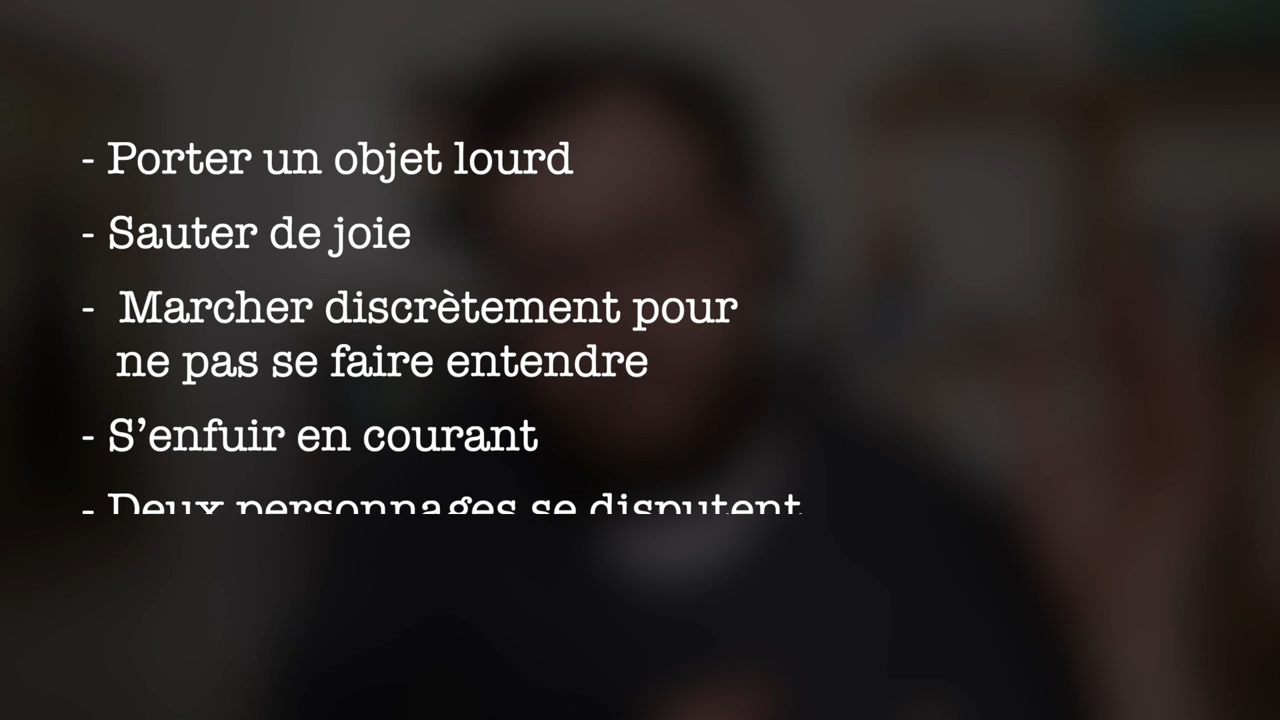 - Porter un objet lourd
- Sauter de joie
- Marcher discrètement pour
ne pas se faire entendre
- S’enfuir en courant
- Deux personnages se disputent